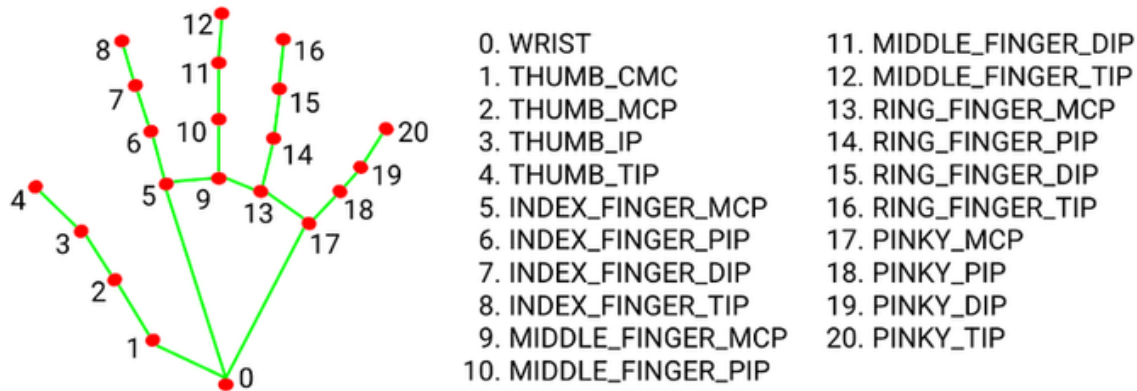 12
8
16
11
7
15
10
20
6
14
19
4
5
9
13
18
3
17
2
1
0
0. WRIST
1. THUMB_CMC
2. THUMB_MCP
3. THUMB_IP
4. THUMB_TIP
5. INDEX_FINGER_MCP
6. INDEX_FINGER_PIP
7. INDEX_FINGER_DIP
8. INDEX_FINGER_TIP
9. MIDDLE_FINGER_MCP
10. MIDDLE_FINGER_PIP
11. MIDDLE_FINGER_DIP
12. MIDDLE_FINGER_TIP
13. RING_FINGER_MCP
14. RING_FINGER_PIP
15. RING_FINGER_DIP
16. RING_FINGER_TIP
17. PINKY_MCP
18. PINKY_PIP
19. PINKY_DIP
20. PINKY_TIP